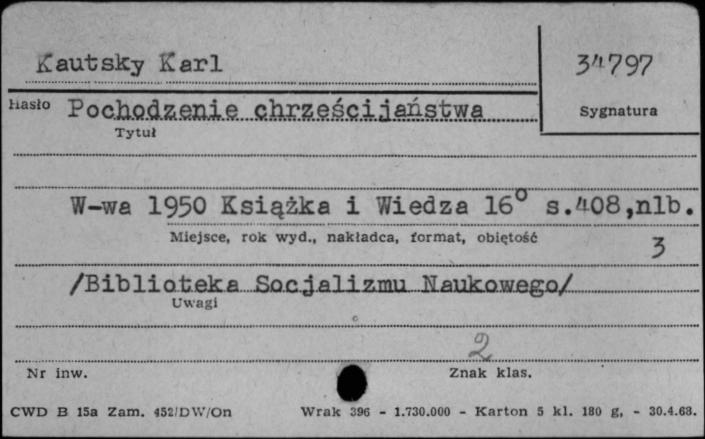 Kautsky Karl
34797
Hasło Pochodzenie chrześcijaństwa
Sygnatura
Tytuł
W-wa 1950 Książka i Wiedza 16° s.408,nlb.
Miejsce, rok wyd., nakładca, format, objętość
3
/Biblioteka Socjalizmu Naukowego/
Uwagi
2
Nr inw.
Znak klas.
CWD B 15a Zam. 452/DW/On Wrak 396 - 1.730.000 - Karton 5 kl. 180 g, - 30.4.68.